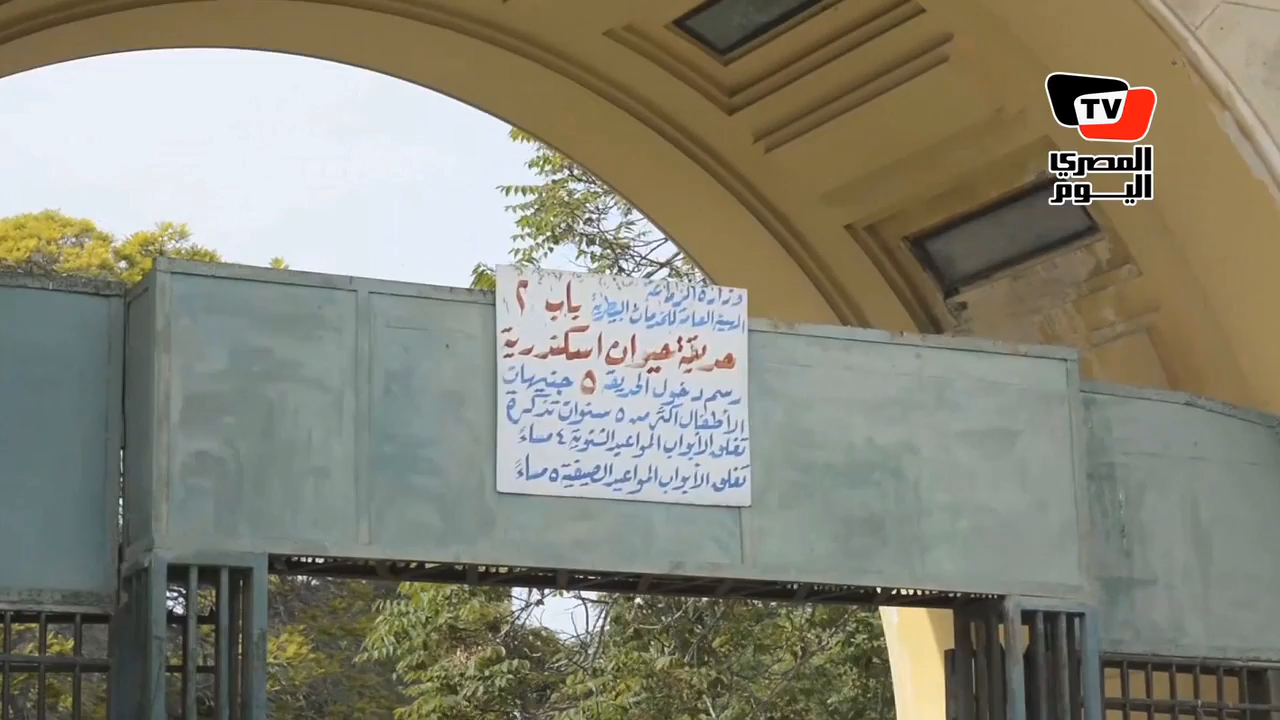 وزارة الزراعة
الهيئة العامة للخدمات البيطرية
باب ٢
حديقة حيوان اسكندرية
رسم دخول الحديقة ٥ جنيهات
الأطفال اكثر من ٥ سنوات تذكرة
تغلق الأبواب المواعيد الشتوية ٤ مساءً
تغلق الأبواب المواعيد الصيفية ٥ مساءً
TV
المصري
اليوم